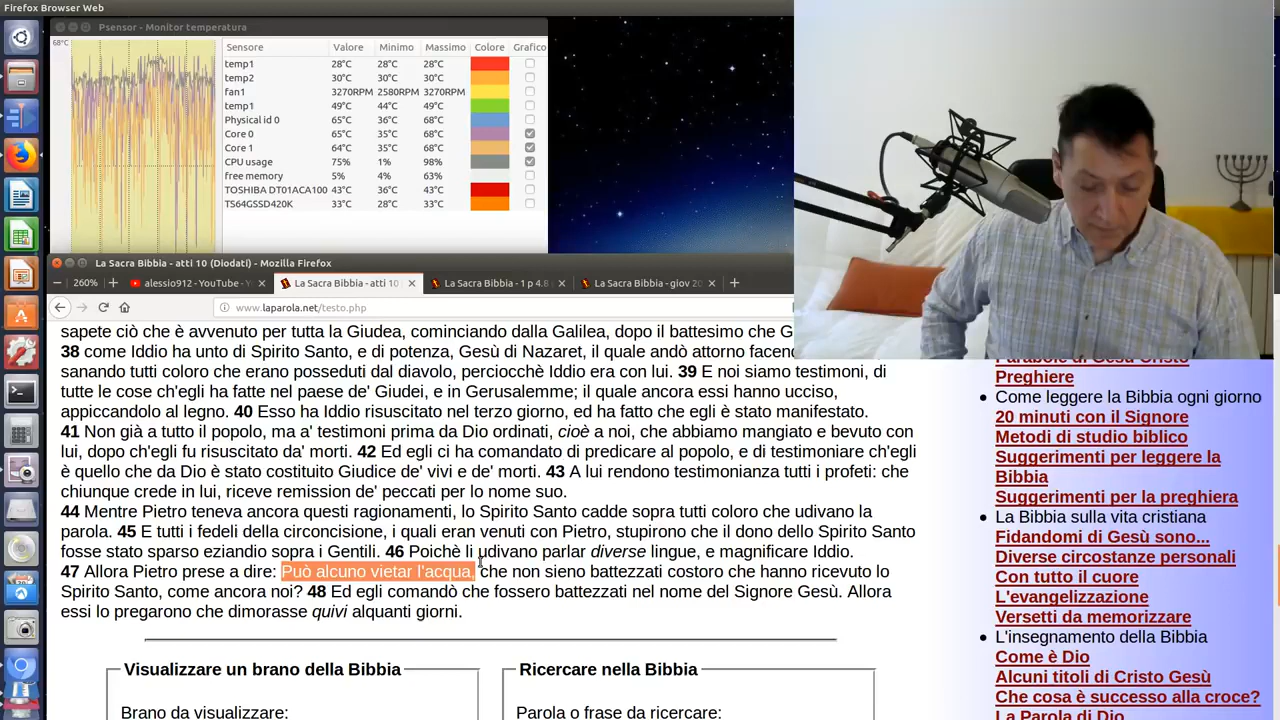 Firefox Browser Web
Psensor - Monitor temperatura
68°C
Sensore Valore Minimo Massimo Colore Grafico
temp1 28°C 28°C 28°C
temp2 30°C 30°C 30°C
fan1 3270RPM 2580RPM 3270RPM
temp1 49°C 44°C 49°C
Physical id 0 65°C 36°C 68°C
Core 0 65°C 35°C 68°C
Core 1 64°C 35°C 68°C
CPU usage 75% 1% 98%
free memory 5% 4% 63%
TOSHIBA DT01ACA100 43°C 36°C 43°C
TS64GSSD420K 33°C 28°C 33°C
La Sacra Bibbia - atti 10 (Diodati) - Mozilla Firefox
260% alessio912 - YouTube - La Sacra Bibbia - atti 10 La Sacra Bibbia - 1 p 4.8 La Sacra Bibbia - giov 20
www.laparola.net/testo.php
sapete ciò che è avvenuto per tutta la Giudea, cominciando dalla Galilea, dopo il battesimo che G
38 come Iddio ha unto di Spirito Santo, e di potenza, Gesù di Nazaret, il quale andò attorno facen
sanando tutti coloro che erano posseduti dal diavolo, perciocchè Iddio era con lui. 39 E noi siamo testimoni, di
tutte le cose ch'egli ha fatte nel paese de' Giudei, e in Gerusalemme; il quale ancora essi hanno ucciso,
appiccandolo al legno. 40 Esso ha Iddio risuscitato nel terzo giorno, ed ha fatto che egli è stato manifestato.
41 Non già a tutto il popolo, ma a' testimoni prima da Dio ordinati, cioè a noi, che abbiamo mangiato e bevuto con
lui, dopo ch'egli fu risuscitato da' morti. 42 Ed egli ci ha comandato di predicare al popolo, e di testimoniare ch'egli
è quello che da Dio è stato costituito Giudice de' vivi e de' morti. 43 A lui rendono testimonianza tutti i profeti: che
chiunque crede in lui, riceve remission de' peccati per lo nome suo.
44 Mentre Pietro teneva ancora questi ragionamenti, lo Spirito Santo cadde sopra tutti coloro che udivano la
parola. 45 E tutti i fedeli della circoncisione, i quali eran venuti con Pietro, stupirono che il dono dello Spirito Santo
fosse stato sparso eziandio sopra i Gentili. 46 Poichè li udivano parlar diverse lingue, e magnificare Iddio.
47 Allora Pietro prese a dire: Può alcuno vietar l'acqua, che non sieno battezzati costoro che hanno ricevuto lo
Spirito Santo, come ancora noi? 48 Ed egli comandò che fossero battezzati nel nome del Signore Gesù. Allora
essi lo pregarono che dimorasse quivi alquanti giorni.
Visualizzare un brano della Bibbia
Brano da visualizzare:
Ricercare nella Bibbia
Parola o frase da ricercare:
Parabole di Gesù Cristo
Preghiere
Come leggere la Bibbia ogni giorno
20 minuti con il Signore
Metodi di studio biblico
Suggerimenti per leggere la
Bibbia
Suggerimenti per la preghiera
La Bibbia sulla vita cristiana
Fidandomi di Gesù sono...
Diverse circostanze personali
Con tutto il cuore
L'evangelizzazione
Versetti da memorizzare
L'insegnamento della Bibbia
Come è Dio
Alcuni titoli di Cristo Gesù
Che cosa è successo alla croce?
La Parola di Dio